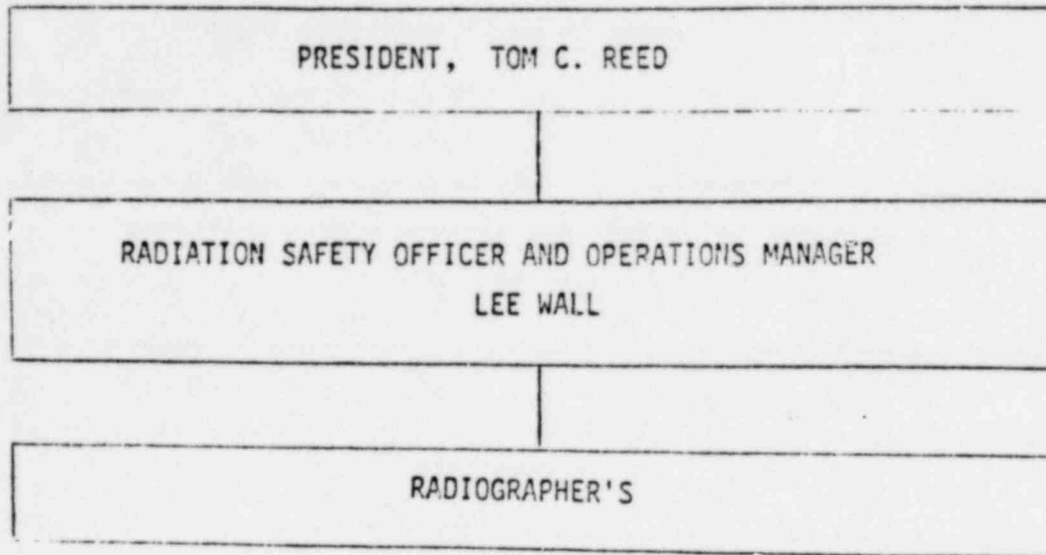 PRESIDENT, TOM C. REED
RADIATION SAFETY OFFICER AND OPERATIONS MANAGER
LEE WALL
RADIOGRAPHER'S